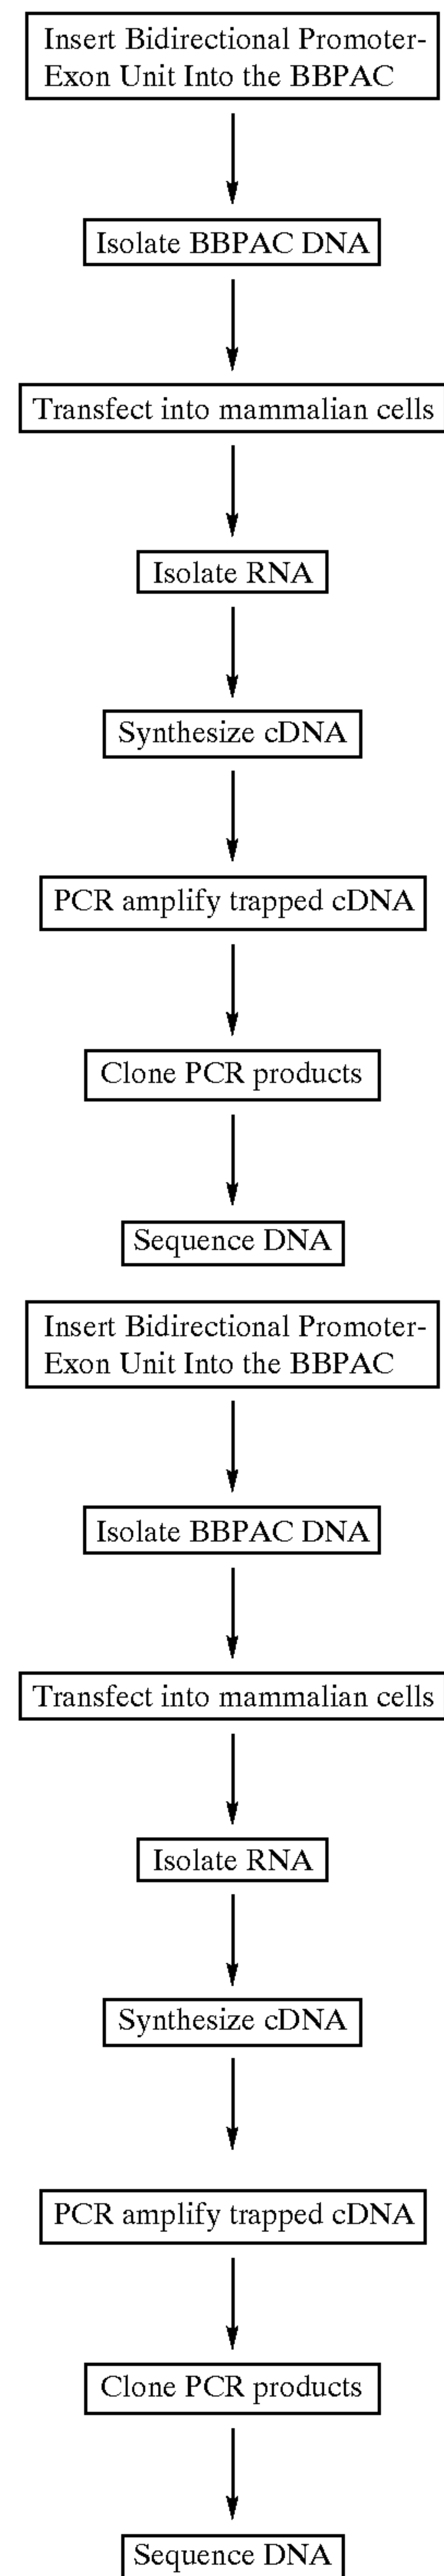 Insert Bidirectional Promoter-
Exon Unit Into the BBPAC
Isolate BBPAC DNA
Transfect into mammalian cells
Isolate RNA
Synthesize cDNA
PCR amplify trapped cDNA
Clone PCR products
Sequence DNA
Insert Bidirectional Promoter-
Exon Unit Into the BBPAC
Isolate BBPAC DNA
Transfect into mammalian cells
Isolate RNA
Synthesize cDNA
PCR amplify trapped cDNA
Clone PCR products
Sequence DNA